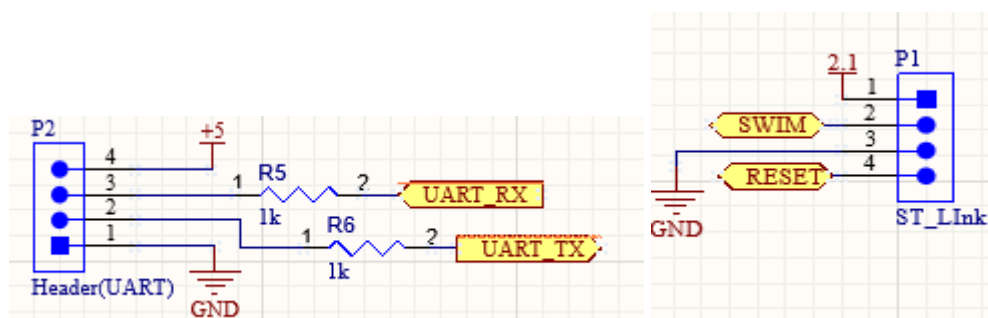 P2
+5
4
3
2
1
1
R5
2
1k
UART_RX
1
R6
2
1k
UART_TX
Header(UART)
GND
P1
2.1
1
SWIM
2
3
RESET
4
GND
ST_LInk